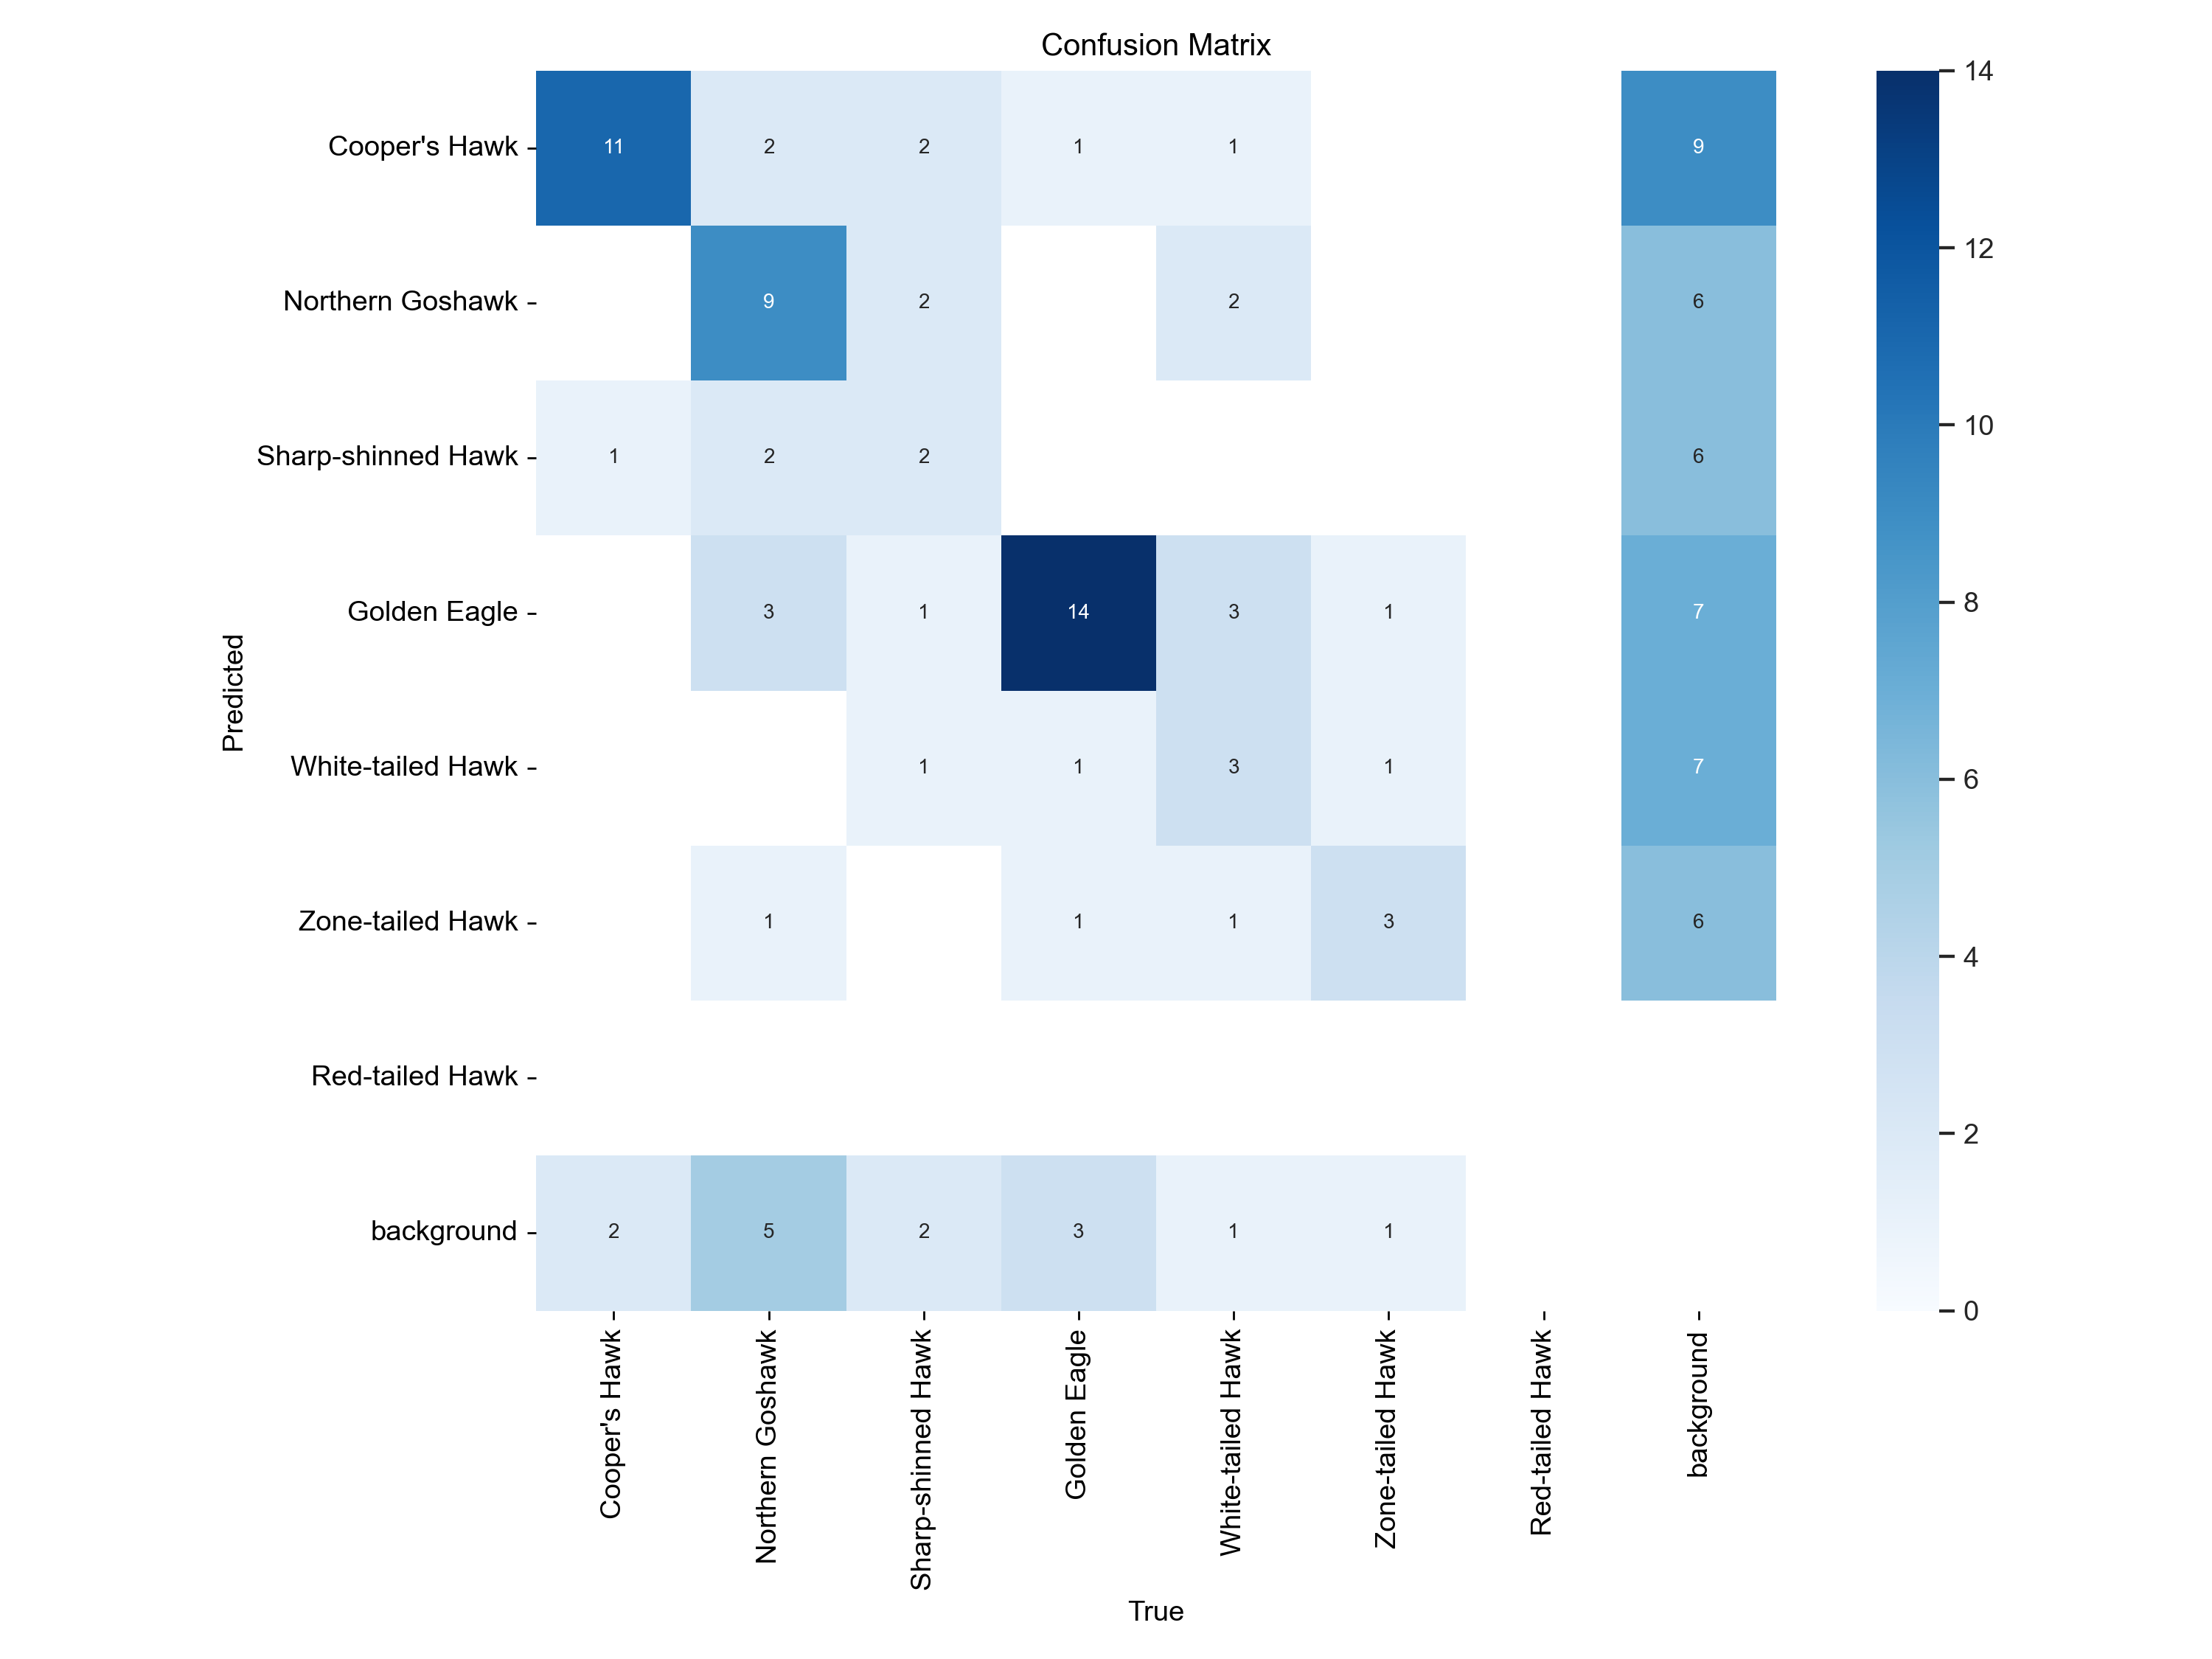 Confusion Matrix
Cooper's Hawk 11 2 2 1 1 9
Northern Goshawk 9 2 2 6
Sharp-shinned Hawk 1 2 2 6
Golden Eagle 3 1 14 3 1 7
White-tailed Hawk 1 1 3 1 7
Zone-tailed Hawk 1 1 1 3 6
Red-tailed Hawk
background 2 5 2 3 1 1
Predicted
Cooper's Hawk
Northern Goshawk
Sharp-shinned Hawk
Golden Eagle
White-tailed Hawk
Zone-tailed Hawk
Red-tailed Hawk
background
True
14
12
10
8
6
4
2
0